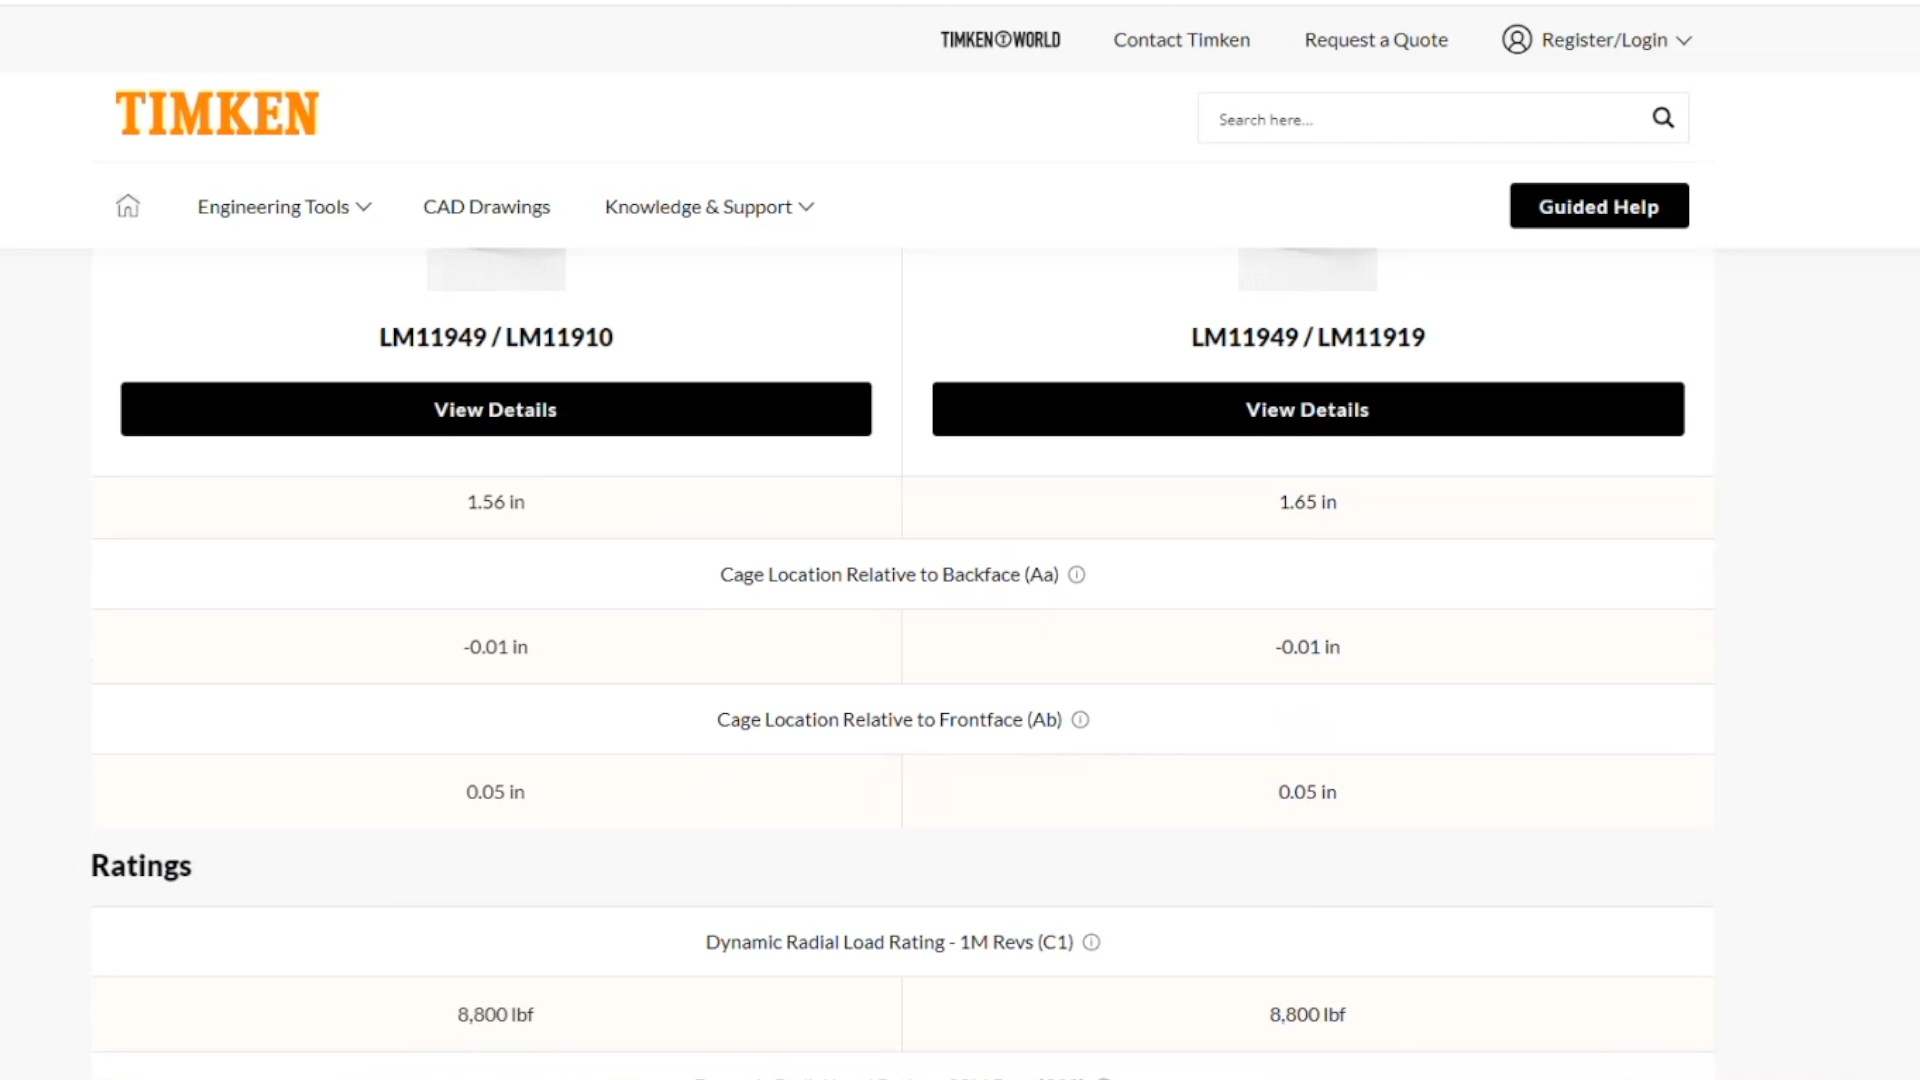 TIMKEN WORLD
Contact Timken
Request a Quote
Register/Login
TIMKEN
Search here...
Engineering Tools
CAD Drawings
Knowledge & Support
Guided Help
LM11949 / LM11910
LM11949 / LM11919
View Details
View Details
1.56 in
1.65 in
Cage Location Relative to Backface (Aa)
-0.01 in
-0.01 in
Cage Location Relative to Frontface (Ab)
0.05 in
0.05 in
Ratings
Dynamic Radial Load Rating - 1M Revs (C1)
8,800 lbf
8,800 lbf